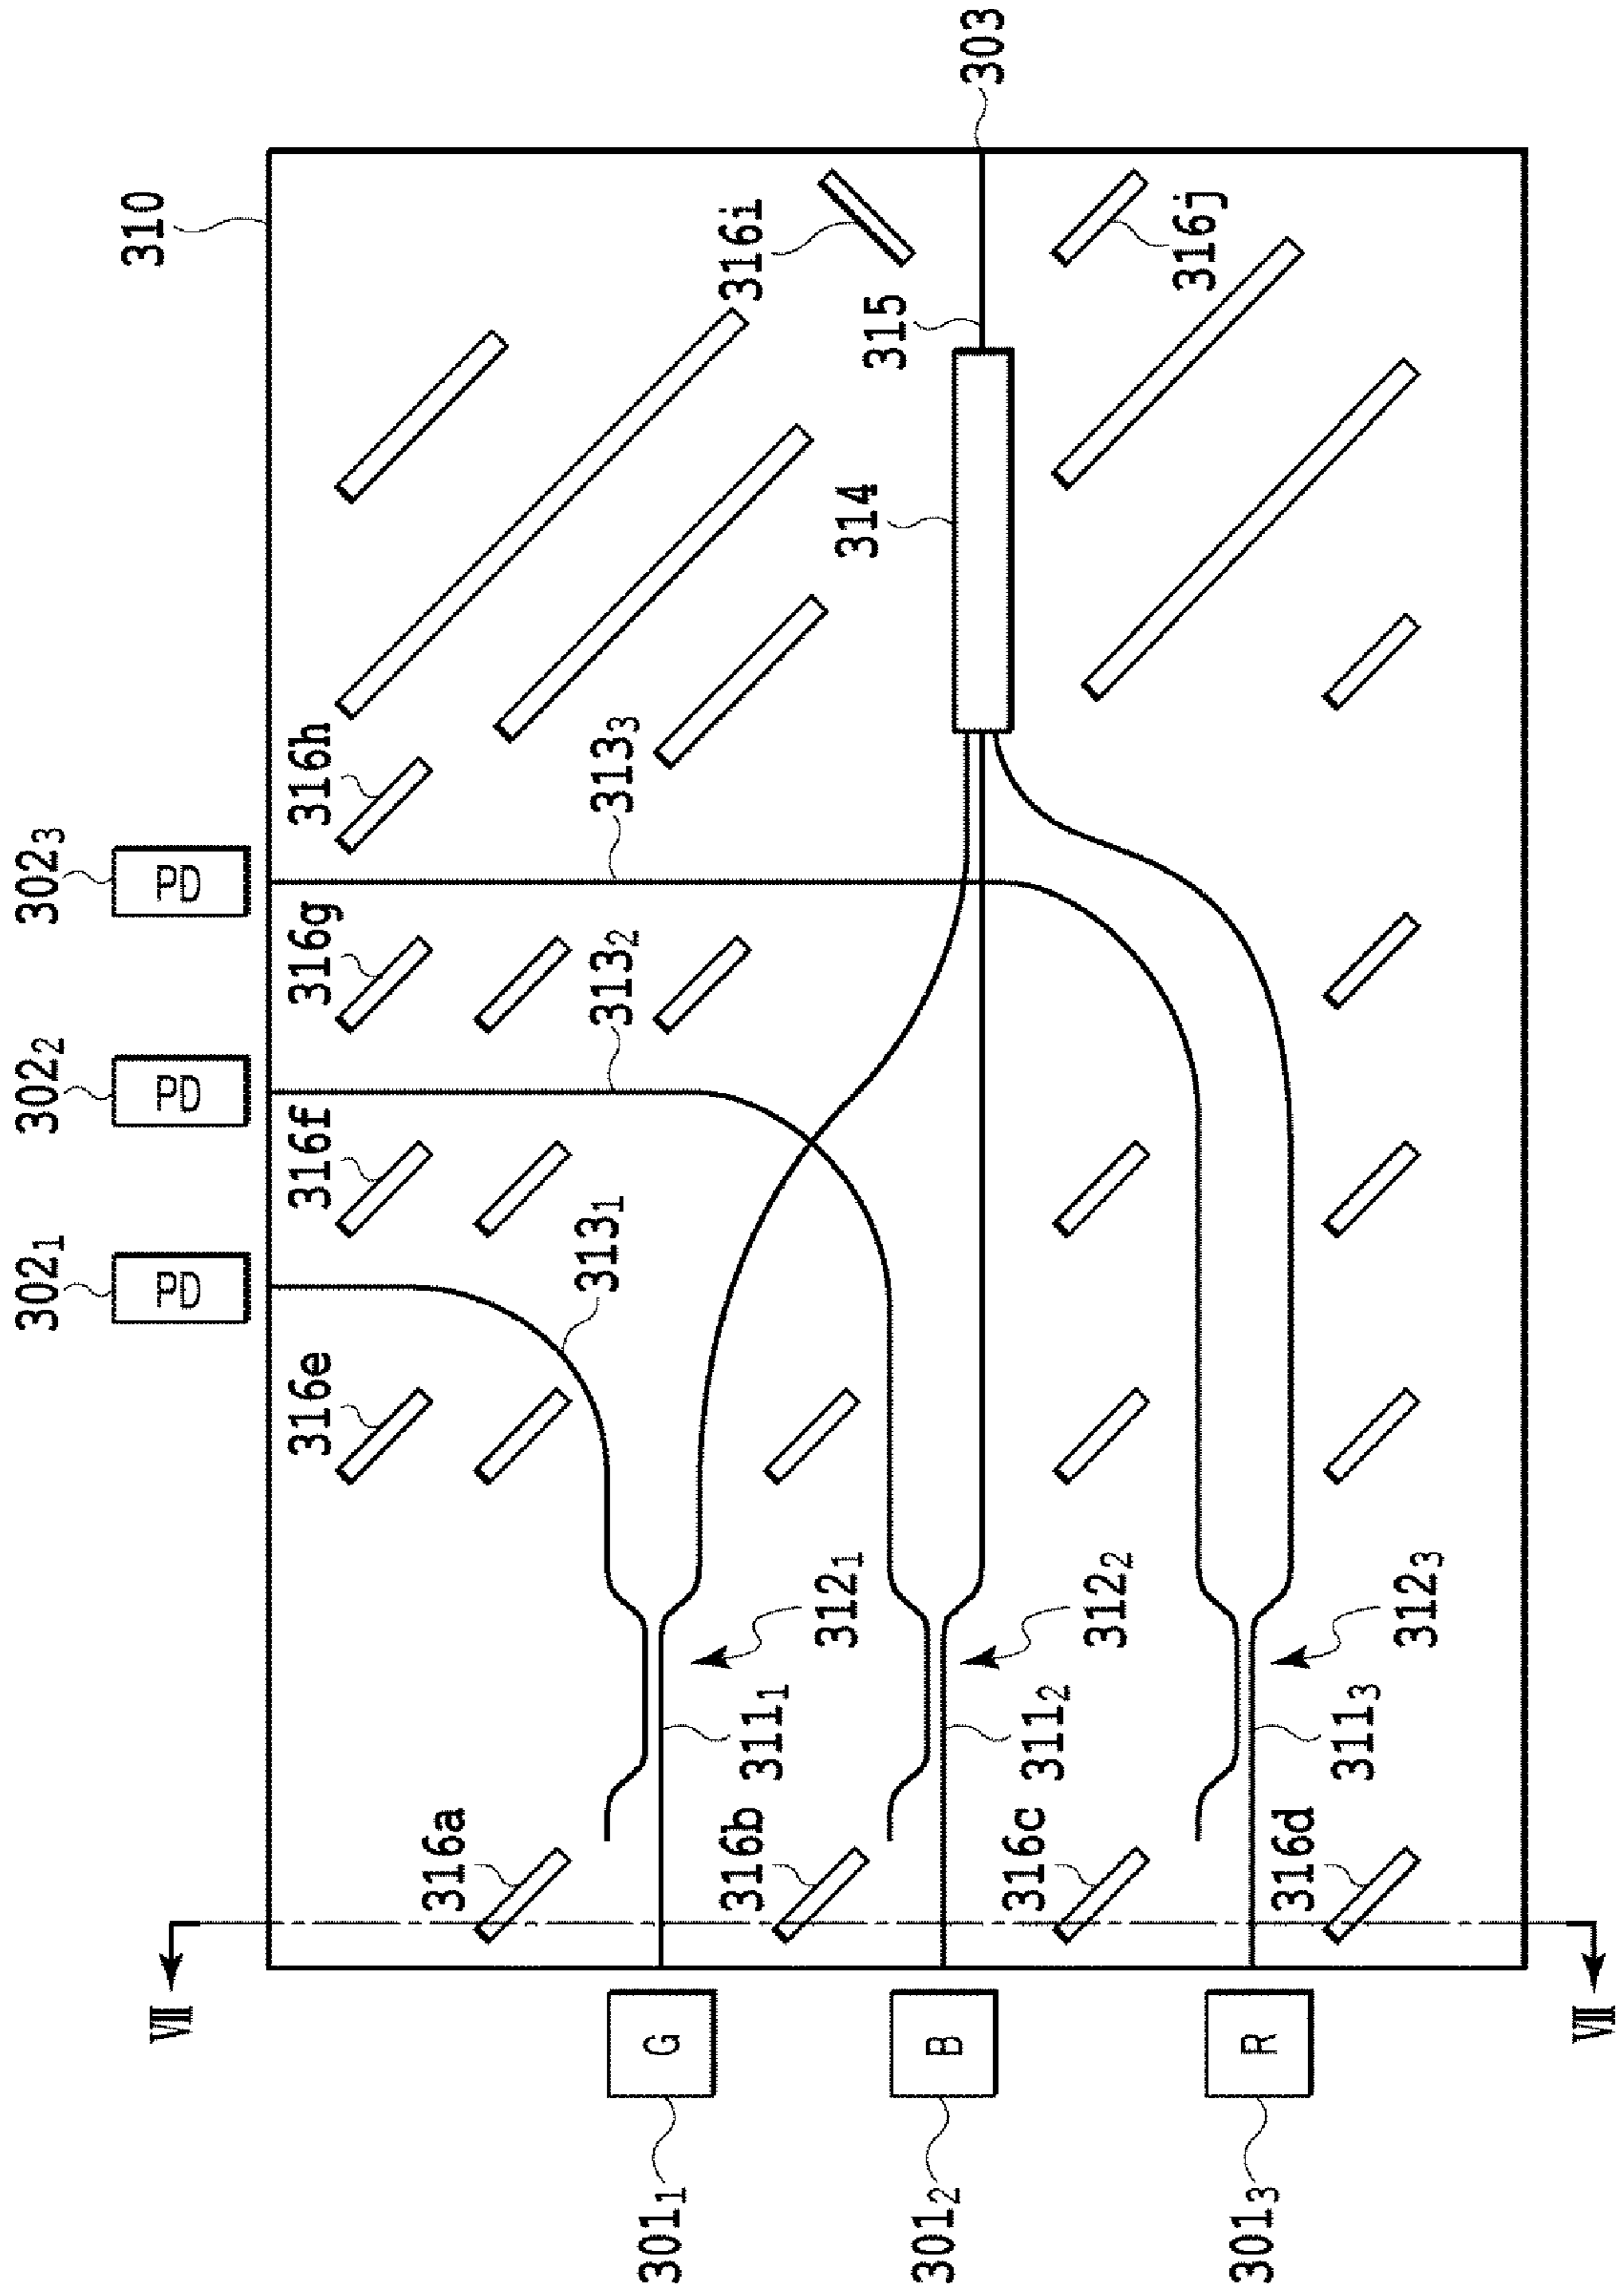 302₁ 302₂ 302₃
310
PD PD PD
VII
316e 316f 316g 316h
316a
313₁ 313₂ 313₃
301₁ G
316b 316i
311₁
312₁
314 315
301₂ B 303
316c
311₂
312₂
316j
301₃ R
316d
311₃
312₃
VII